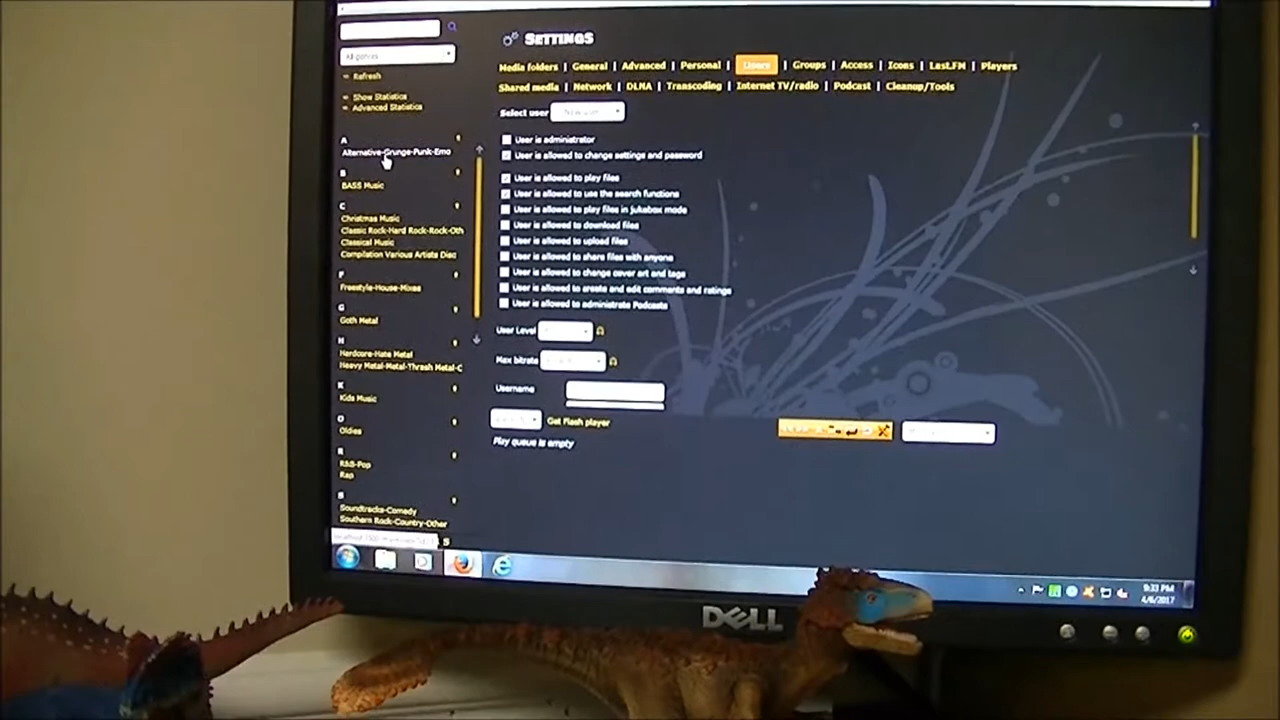 SETTINGS
All genres
Media folders | General | Advanced | Personal | Users | Groups | Access | Icons | Last.FM | Players
Refresh
Shared media | Network | DLNA | Transcoding | Internet TV/radio | Podcast | Cleanup/Tools
Show Statistics
Advanced Statistics
Select user
A
User is administrator
Alternative-Grunge-Punk-Emo
User is allowed to change settings and password
B
User is allowed to play files
BASS Music
User is allowed to use the search functions
C
User is allowed to play files in jukebox mode
Christmas Music
User is allowed to download files
Classic Rock-Hard Rock-Rock-Oth
Classical Music
User is allowed to upload files
Compilation Various Artists Disc
User is allowed to share files with anyone
F
User is allowed to change cover art and tags
Freestyle-House-Mixes
User is allowed to create and edit comments and ratings
G
User is allowed to administrate Podcasts
Goth Metal
User Level
H
Hardcore-Hate Metal
Max bitrate
Heavy Metal-Metal-Thrash Metal-C
K
Username
Kids Music
O
Get Flash player
Oldies
Play queue is empty
R
R&B-Pop
Rap
S
Soundtracks-Comedy
Southern Rock-Country-Other
9:33 PM
4/6/2017
DELL